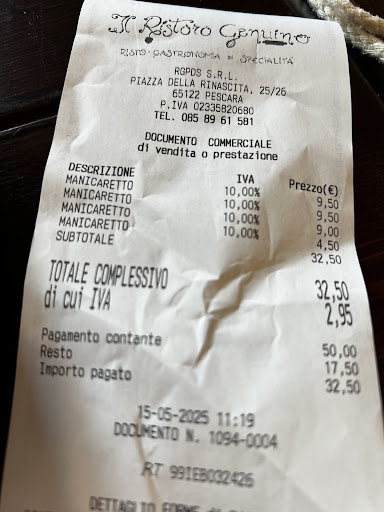 Il Ristoro Genuino
RISTO-GASTRONOMIA e SPECIALITÀ
RGPDS S.R.L.
PIAZZA DELLA RINASCITA, 25/26
65122 PESCARA
P.IVA 02335820680
TEL. 085 89 61 581
DOCUMENTO COMMERCIALE
di vendita o prestazione
DESCRIZIONE IVA Prezzo(€)
MANICARETTO 10,00% 9,50
MANICARETTO 10,00% 9,50
MANICARETTO 10,00% 9,00
MANICARETTO 10,00% 4,50
SUBTOTALE 32,50
TOTALE COMPLESSIVO 32,50
di cui IVA 2,95
Pagamento contante 50,00
Resto 17,50
Importo pagato 32,50
15-05-2025 11:19
DOCUMENTO N. 1094-0004
RT 99IEB032426
DETTAGLIO FORME di